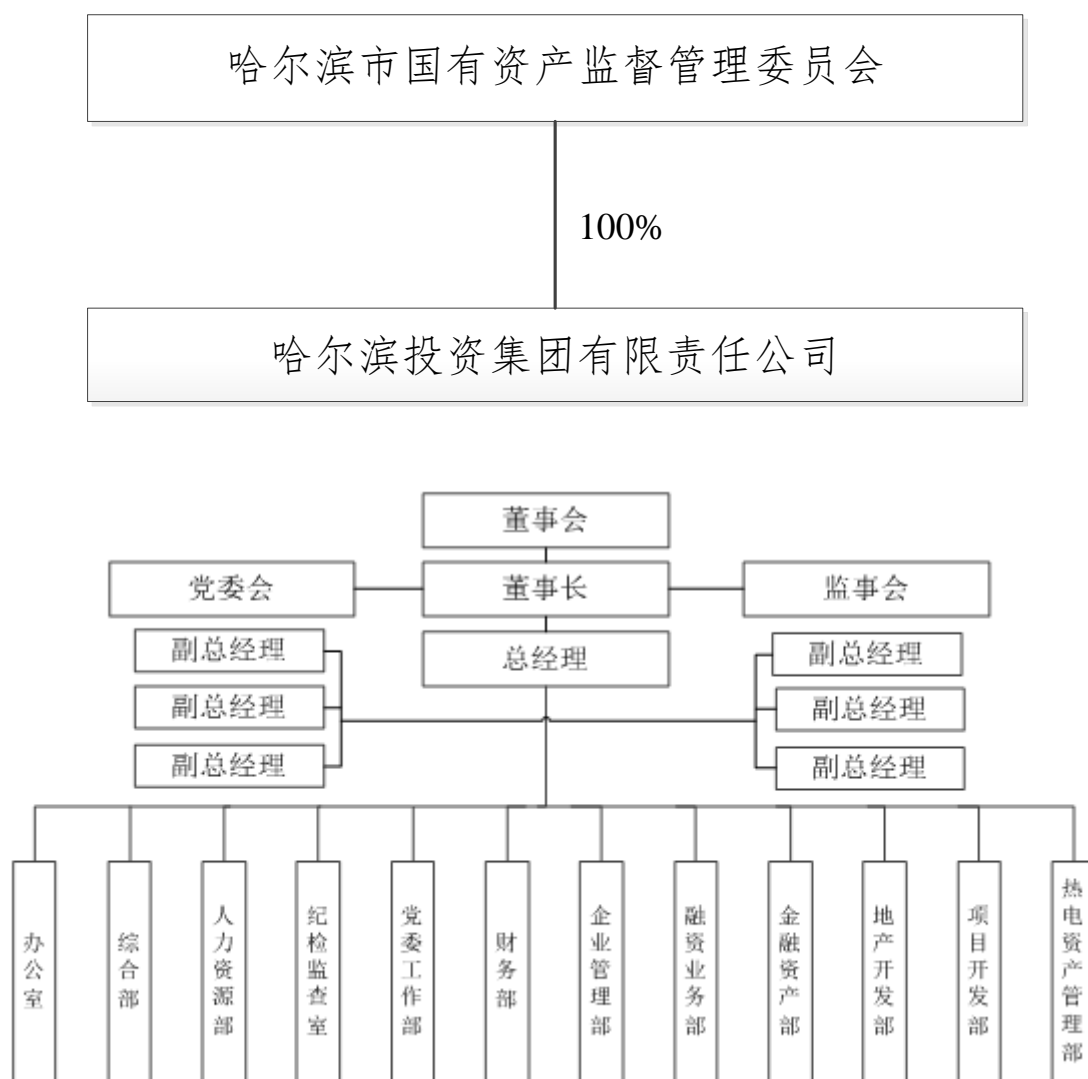 哈尔滨市国有资产监督管理委员会
100%
哈尔滨投资集团有限责任公司
董事会
党委会
董事长
监事会
副总经理
总经理
副总经理
副总经理
副总经理
副总经理
副总经理
办公室
综合部
人力资源部
纪检监查室
党委工作部
财务部
企业管理部
融资业务部
金融资产部
地产开发部
项目开发部
热电资产管理部